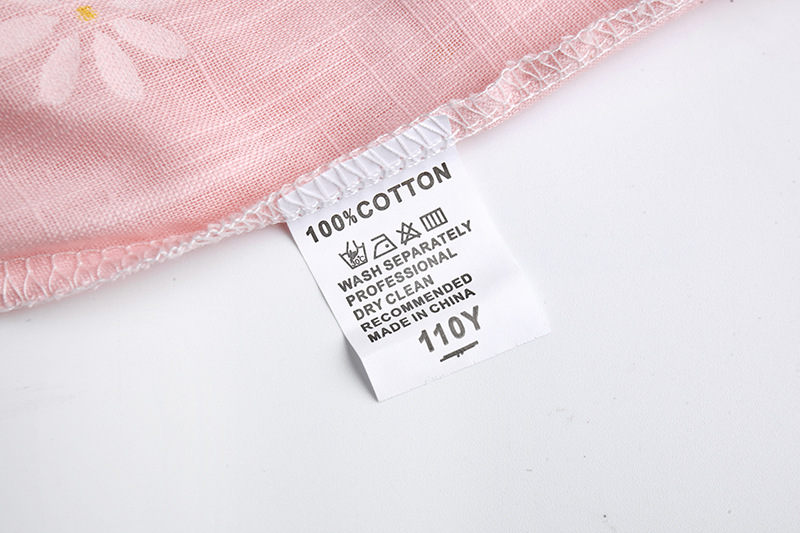 100%COTTON
WASH SEPARATELY
PROFESSIONAL
DRY CLEAN
RECOMMENDED
MADE IN CHINA
110Y